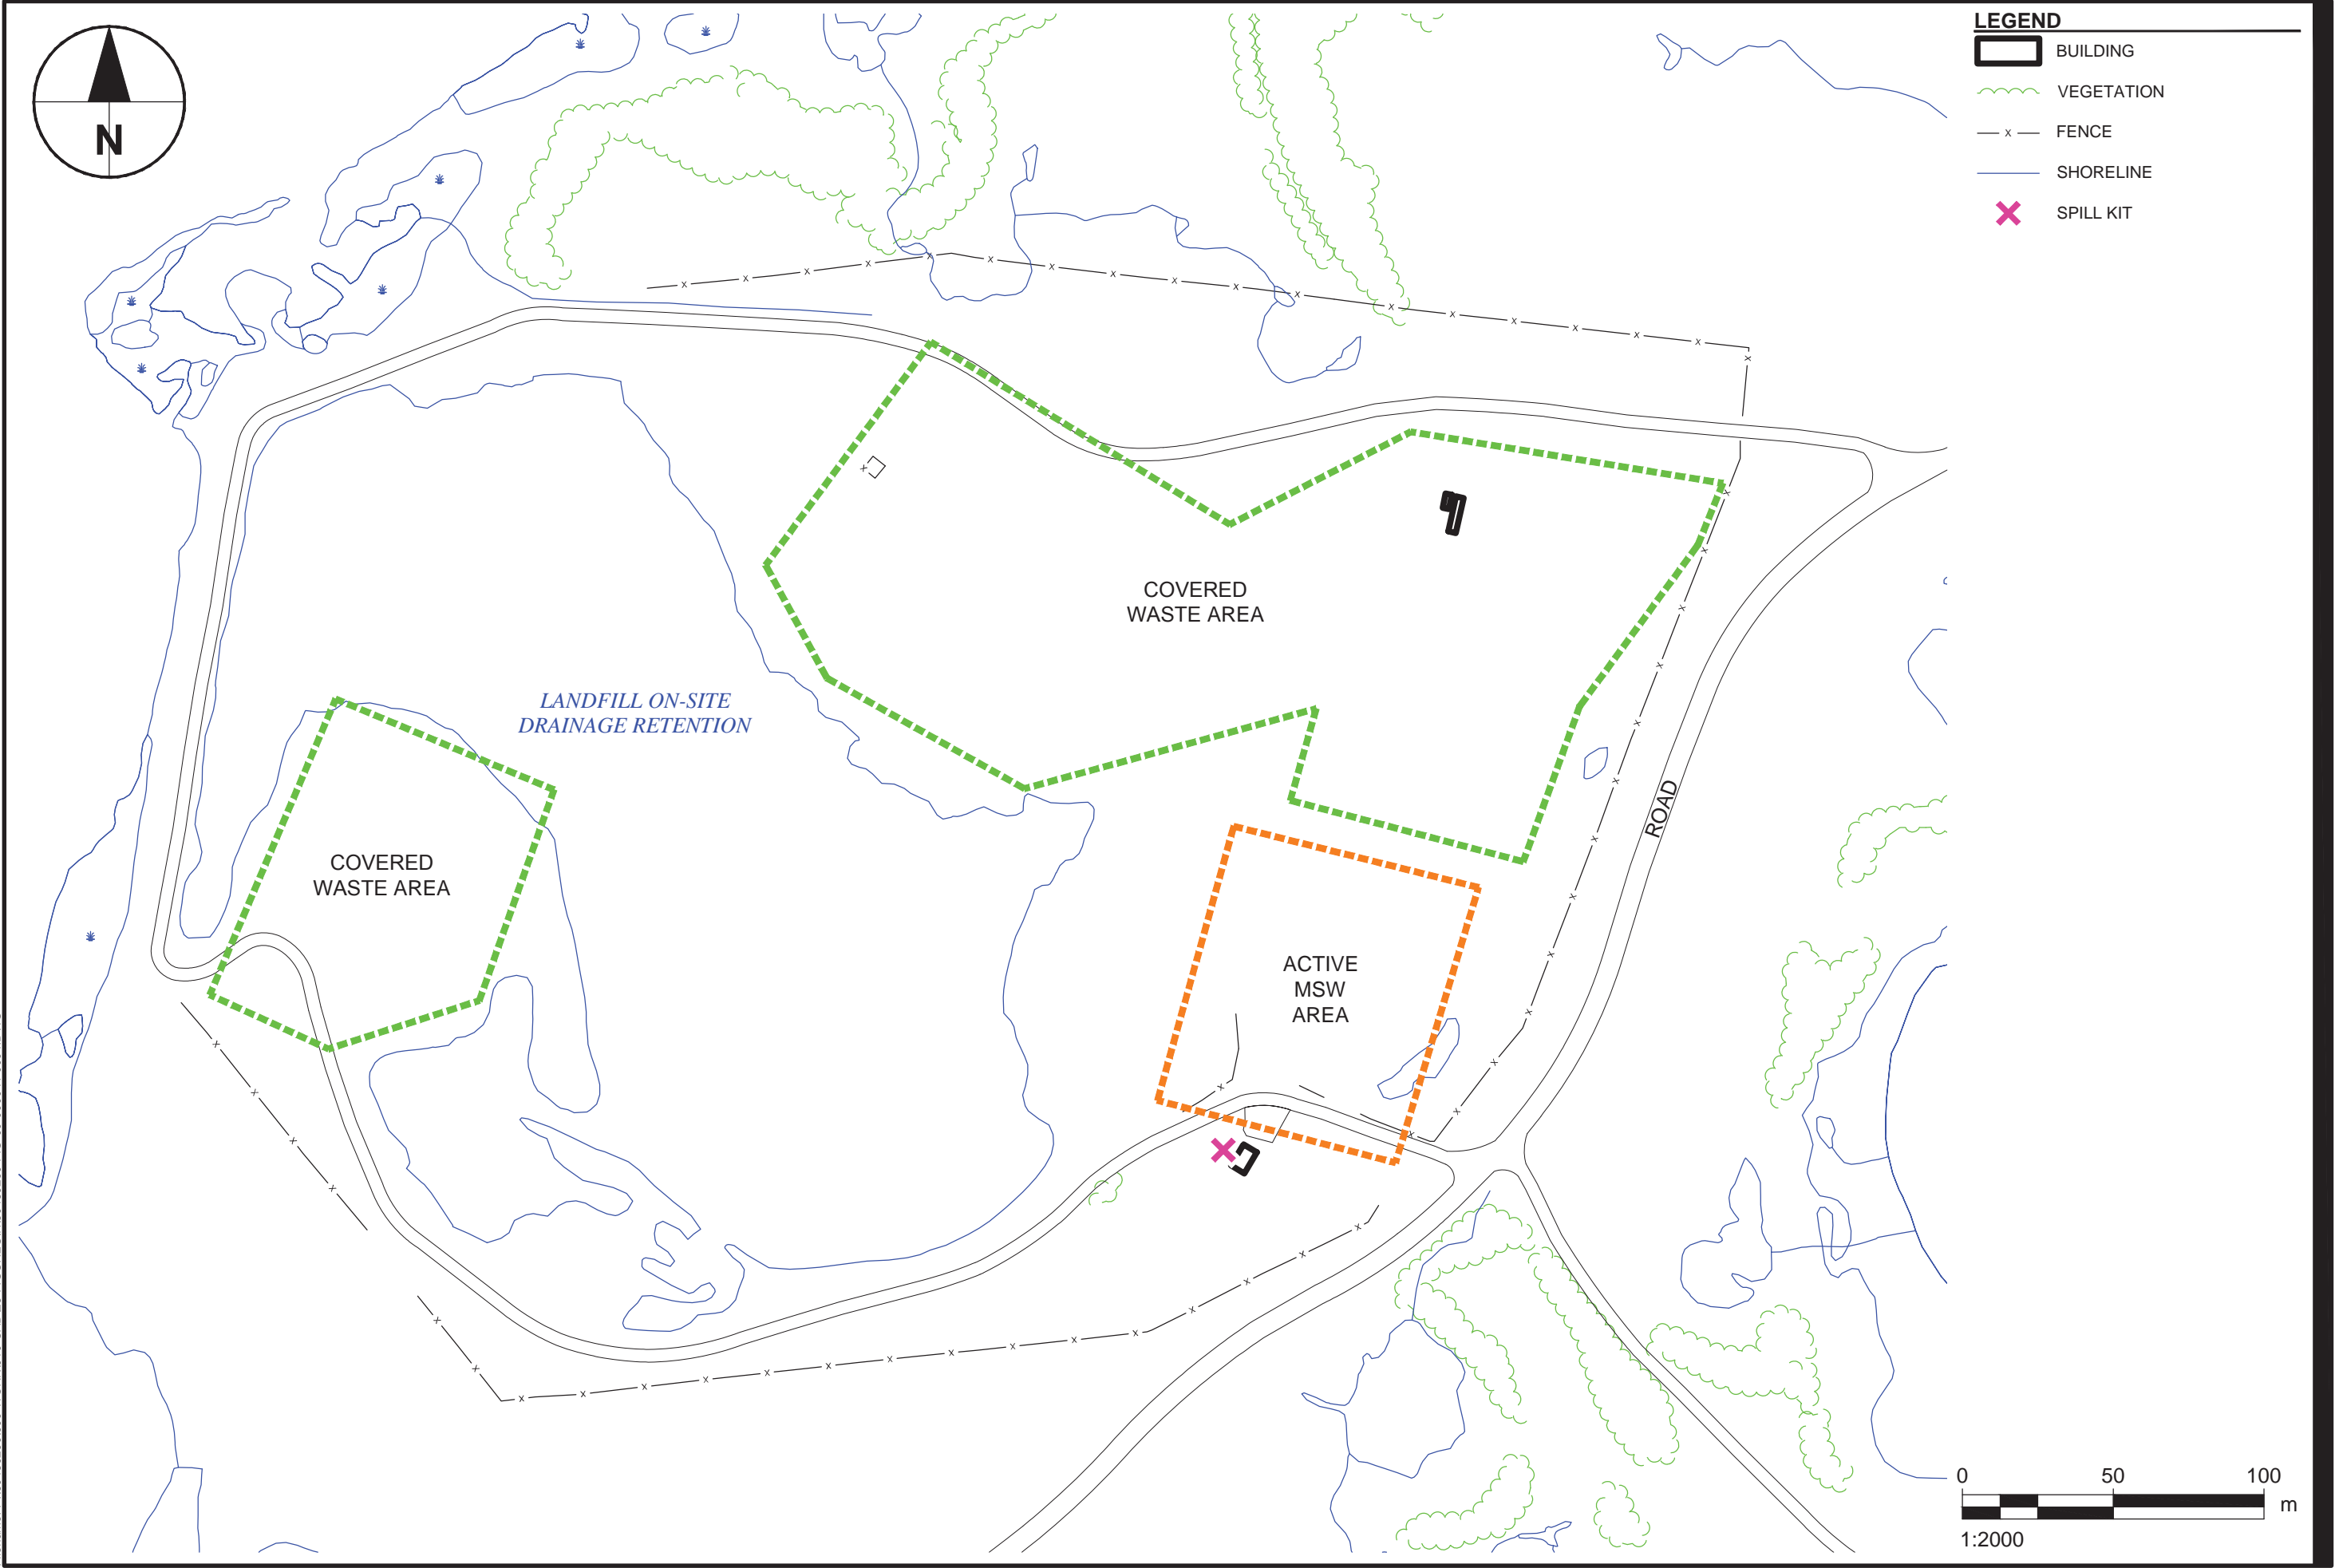 N
LEGEND
BUILDING
VEGETATION
x FENCE
SHORELINE
SPILL KIT
COVERED
WASTE AREA
LANDFILL ON-SITE
DRAINAGE RETENTION
COVERED
WASTE AREA
ROAD
ACTIVE
MSW
AREA
0 50 100
m
1:2000